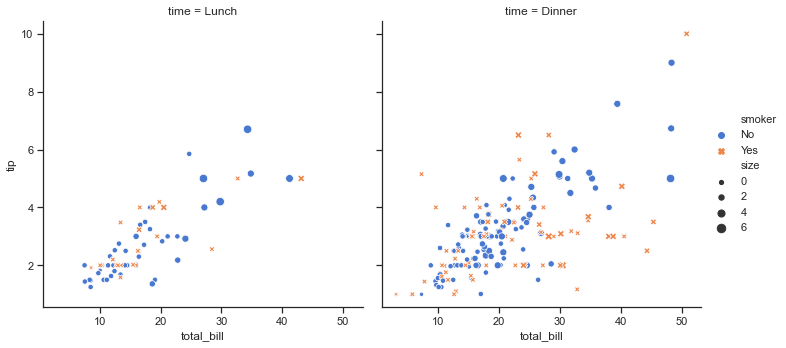 time = Lunch
time = Dinner
10
8
6
4
2
tip
10
20
30
40
50
total_bill
10
20
30
40
50
total_bill
smoker
No
Yes
size
0
2
4
6